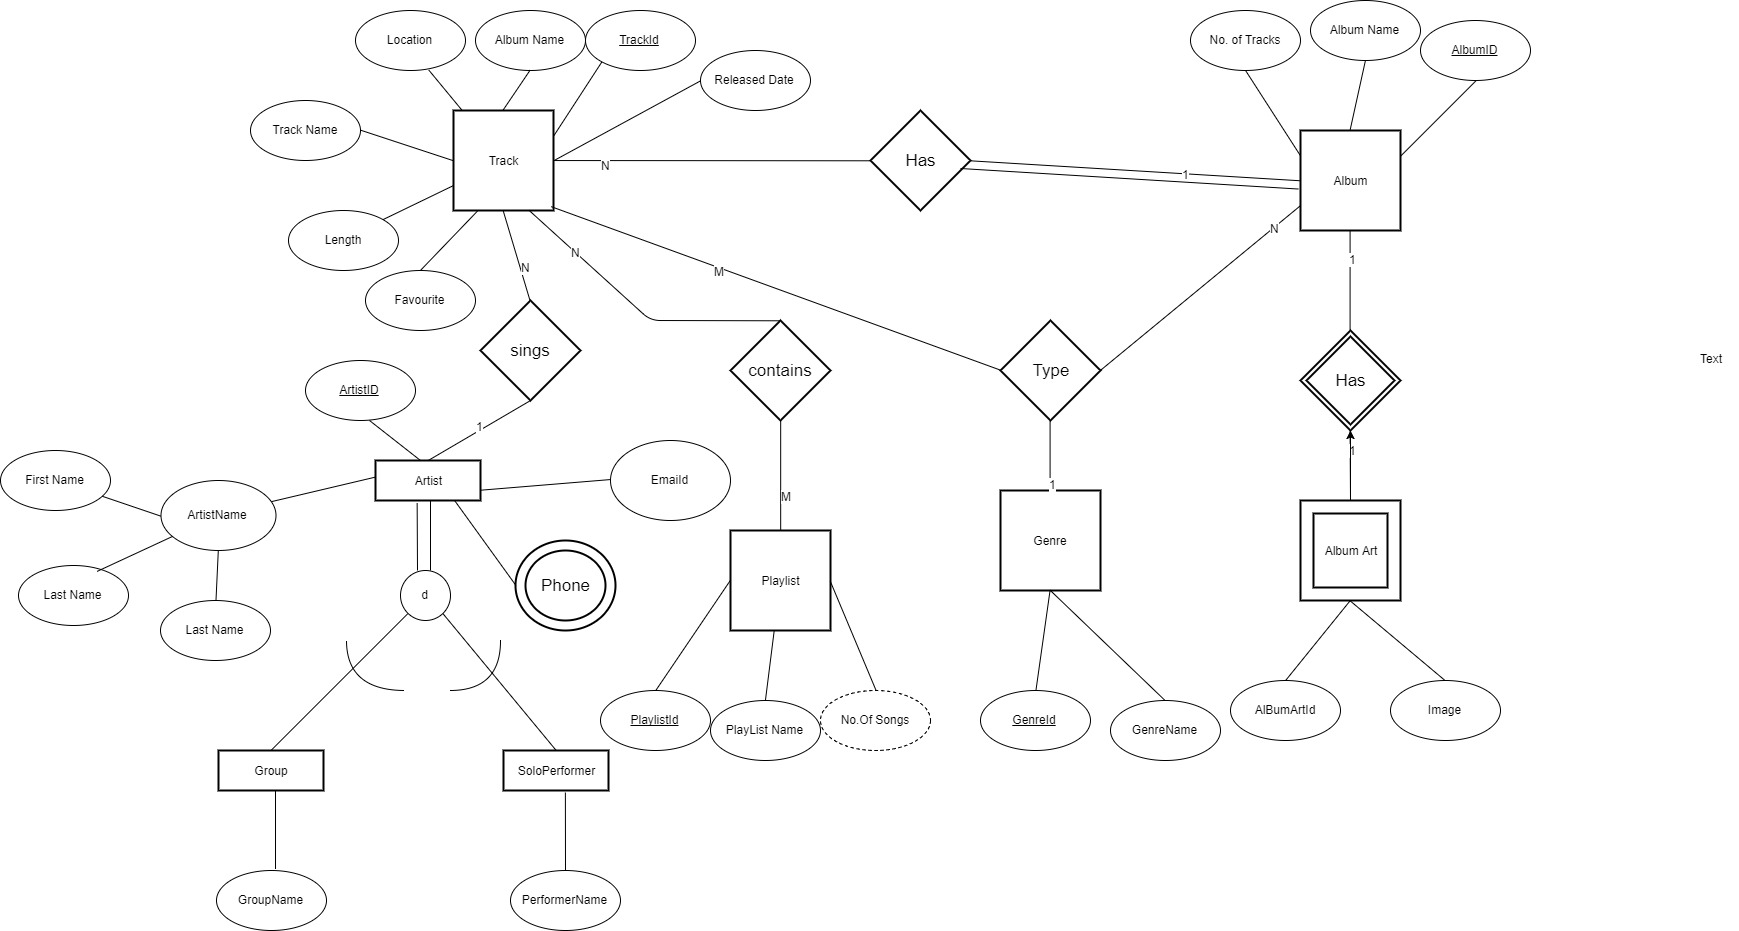 Location
Album Name
TrackId
Released Date
No. of Tracks
Album Name
AlbumID
Track Name
Track
Has
Album
N
1
Length
Favourite
N
N
M
N
1
sings
contains
Type
Has
Text
ArtistID
1
1
First Name
ArtistName
Artist
EmaiId
M
1
Last Name
Last Name
d
Phone
Playlist
Genre
Album Art
PlaylistId
PlayList Name
No.Of Songs
GenreId
GenreName
AlBumArtId
Image
Group
SoloPerformer
GroupName
PerformerName